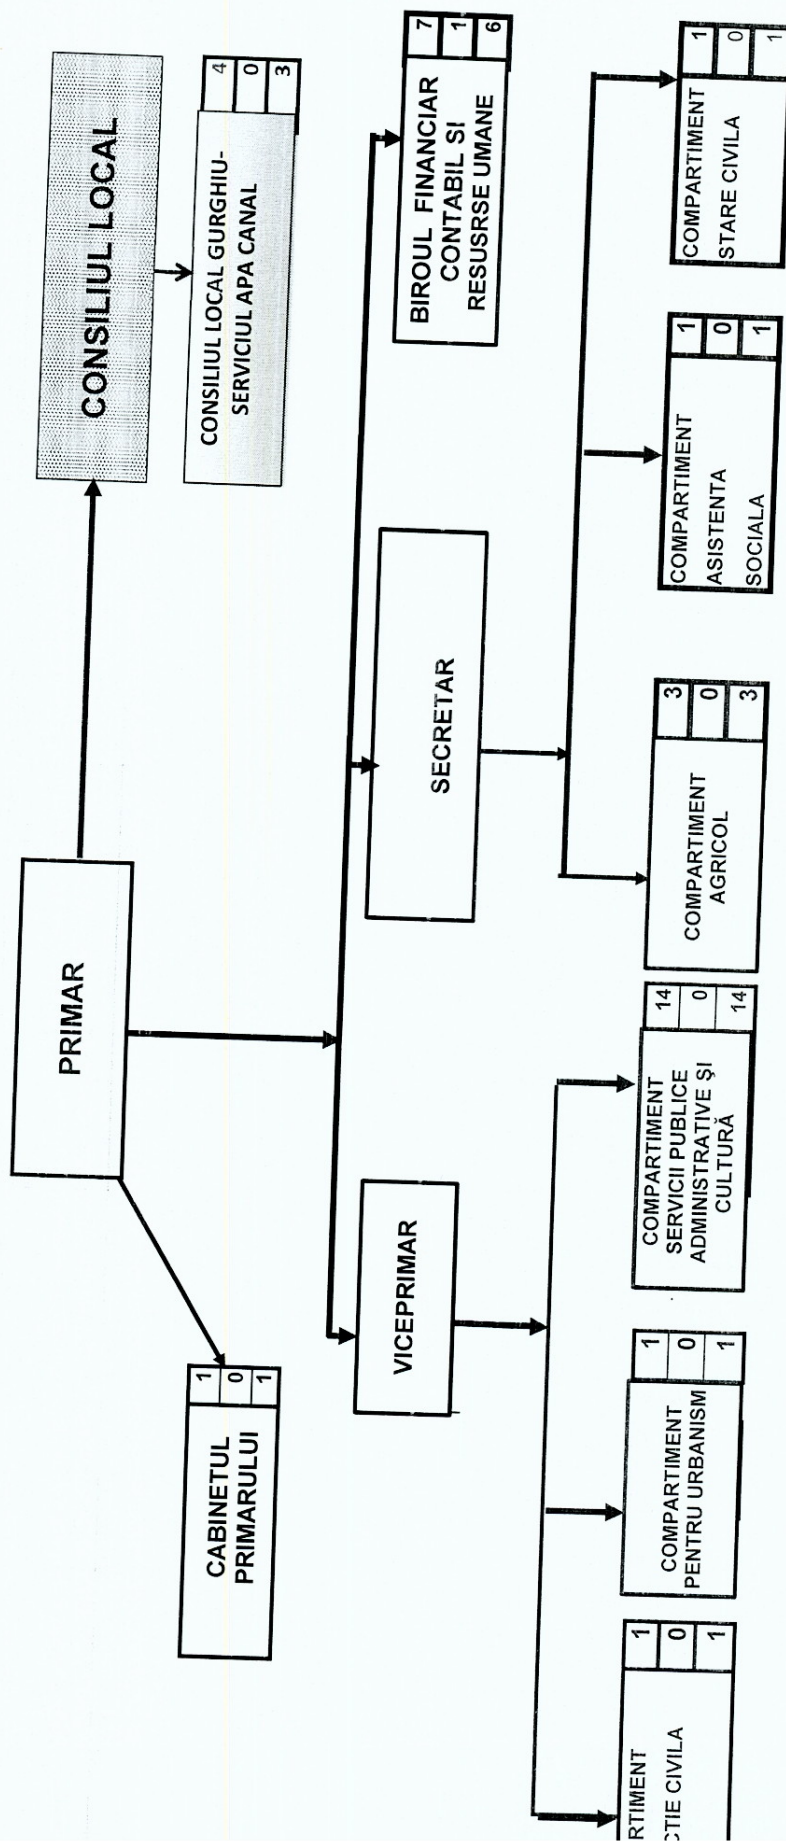 CONSILIUL LOCAL
CONSILIUL LOCAL GURGHIU-
SERVICIUL APA CANAL
4
0
3
PRIMAR
CABINETUL
PRIMARULUI
1
0
1
VICEPRIMAR
SECRETAR
BIROUL FINANCIAR
CONTABIL SI
RESUSRSE UMANE
7
1
6
RTIMENT
CTIE CIVILA
1
0
1
COMPARTIMENT
PENTRU URBANISM
1
0
1
COMPARTIMENT
SERVICII PUBLICE
ADMINISTRATIVE ŞI
CULTURĂ
14
0
14
COMPARTIMENT
AGRICOL
3
0
3
COMPARTIMENT
ASISTENTA
SOCIALA
1
0
1
COMPARTIMENT
STARE CIVILA
1
0
1